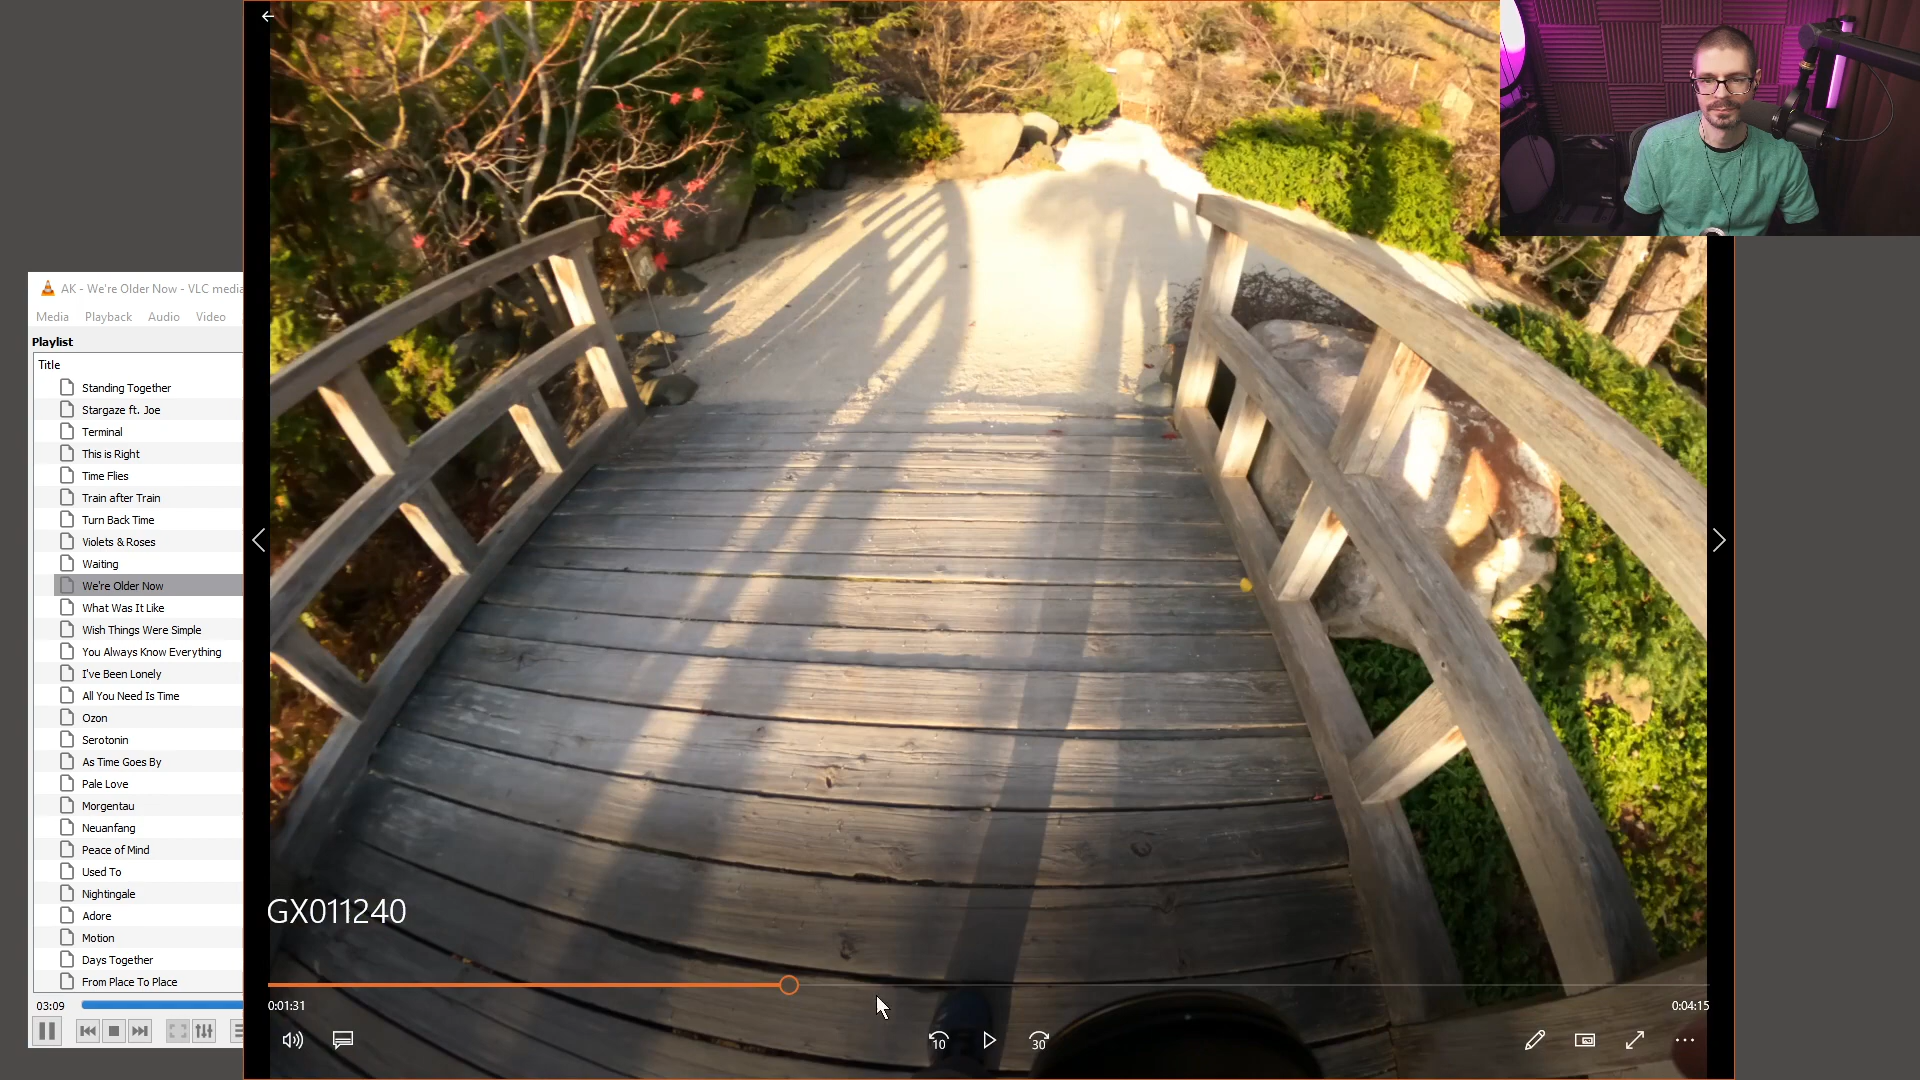 AK - We're Older Now - VLC media
Media Playback Audio Video
Playlist
Title
Standing Together
Stargaze ft. Joe
Terminal
This is Right
Time Flies
Train after Train
Turn Back Time
Violets & Roses
Waiting
We're Older Now
What Was It Like
Wish Things Were Simple
You Always Know Everything
I've Been Lonely
All You Need Is Time
Ozon
Serotonin
As Time Goes By
Pale Love
Morgentau
Neuanfang
Peace of Mind
Used To
Nightingale
Adore
Motion
Days Together
From Place To Place
03:09
GX011240
0:01:31
0:04:15
10
30